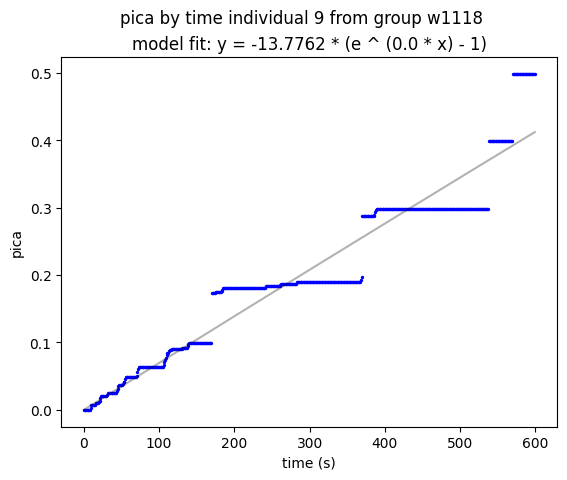 pica by time individual 9 from group w1118
model fit: y = -13.7762 * (e ^ (0.0 * x) - 1)
0.5
0.4
0.3
0.2
0.1
0.0
pica
0 100 200 300 400 500 600
time (s)